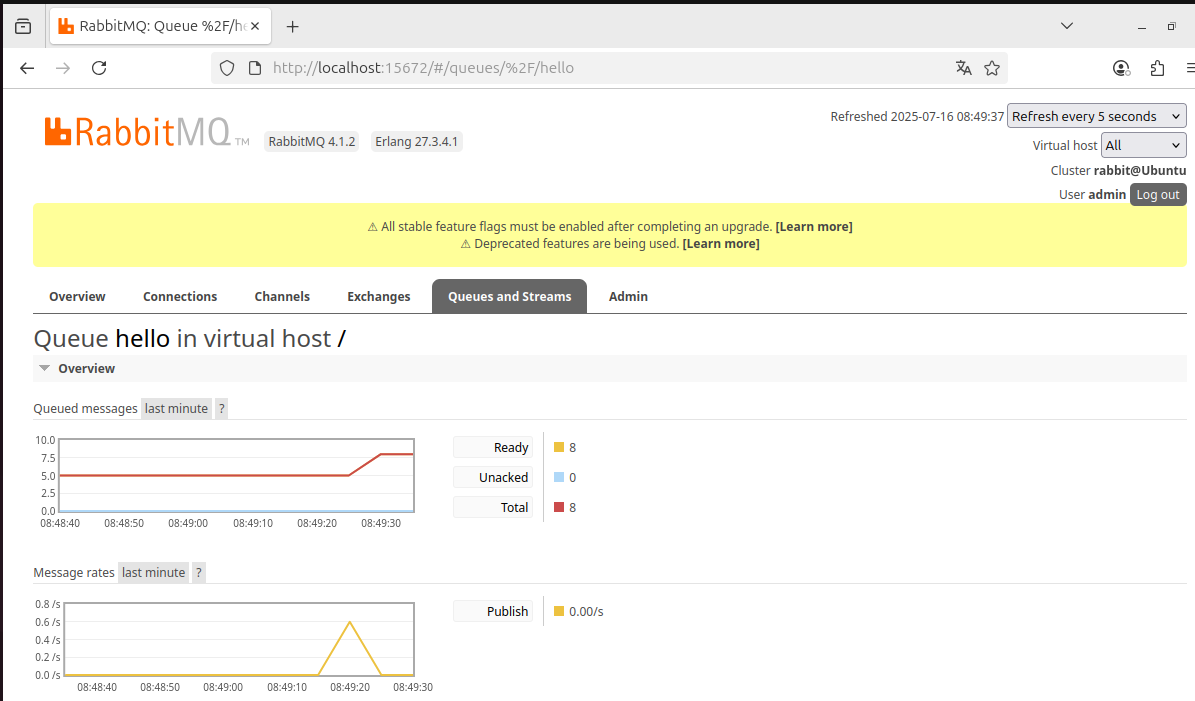 RabbitMQ: Queue %2F/he
http://localhost:15672/#/queues/%2F/hello
RabbitMQ TM RabbitMQ 4.1.2 Erlang 27.3.4.1
Refreshed 2025-07-16 08:49:37 Refresh every 5 seconds
Virtual host All
Cluster rabbit@Ubuntu
User admin Log out
⚠ All stable feature flags must be enabled after completing an upgrade. [Learn more]
⚠ Deprecated features are being used. [Learn more]
Overview Connections Channels Exchanges Queues and Streams Admin
Queue hello in virtual host /
Overview
Queued messages last minute ?
10.0
7.5
5.0
2.5
0.0
08:48:40 08:48:50 08:49:00 08:49:10 08:49:20 08:49:30
Ready 8
Unacked 0
Total 8
Message rates last minute ?
0.8 /s
0.6 /s
0.4 /s
0.2 /s
0.0 /s
08:48:40 08:48:50 08:49:00 08:49:10 08:49:20 08:49:30
Publish 0.00/s